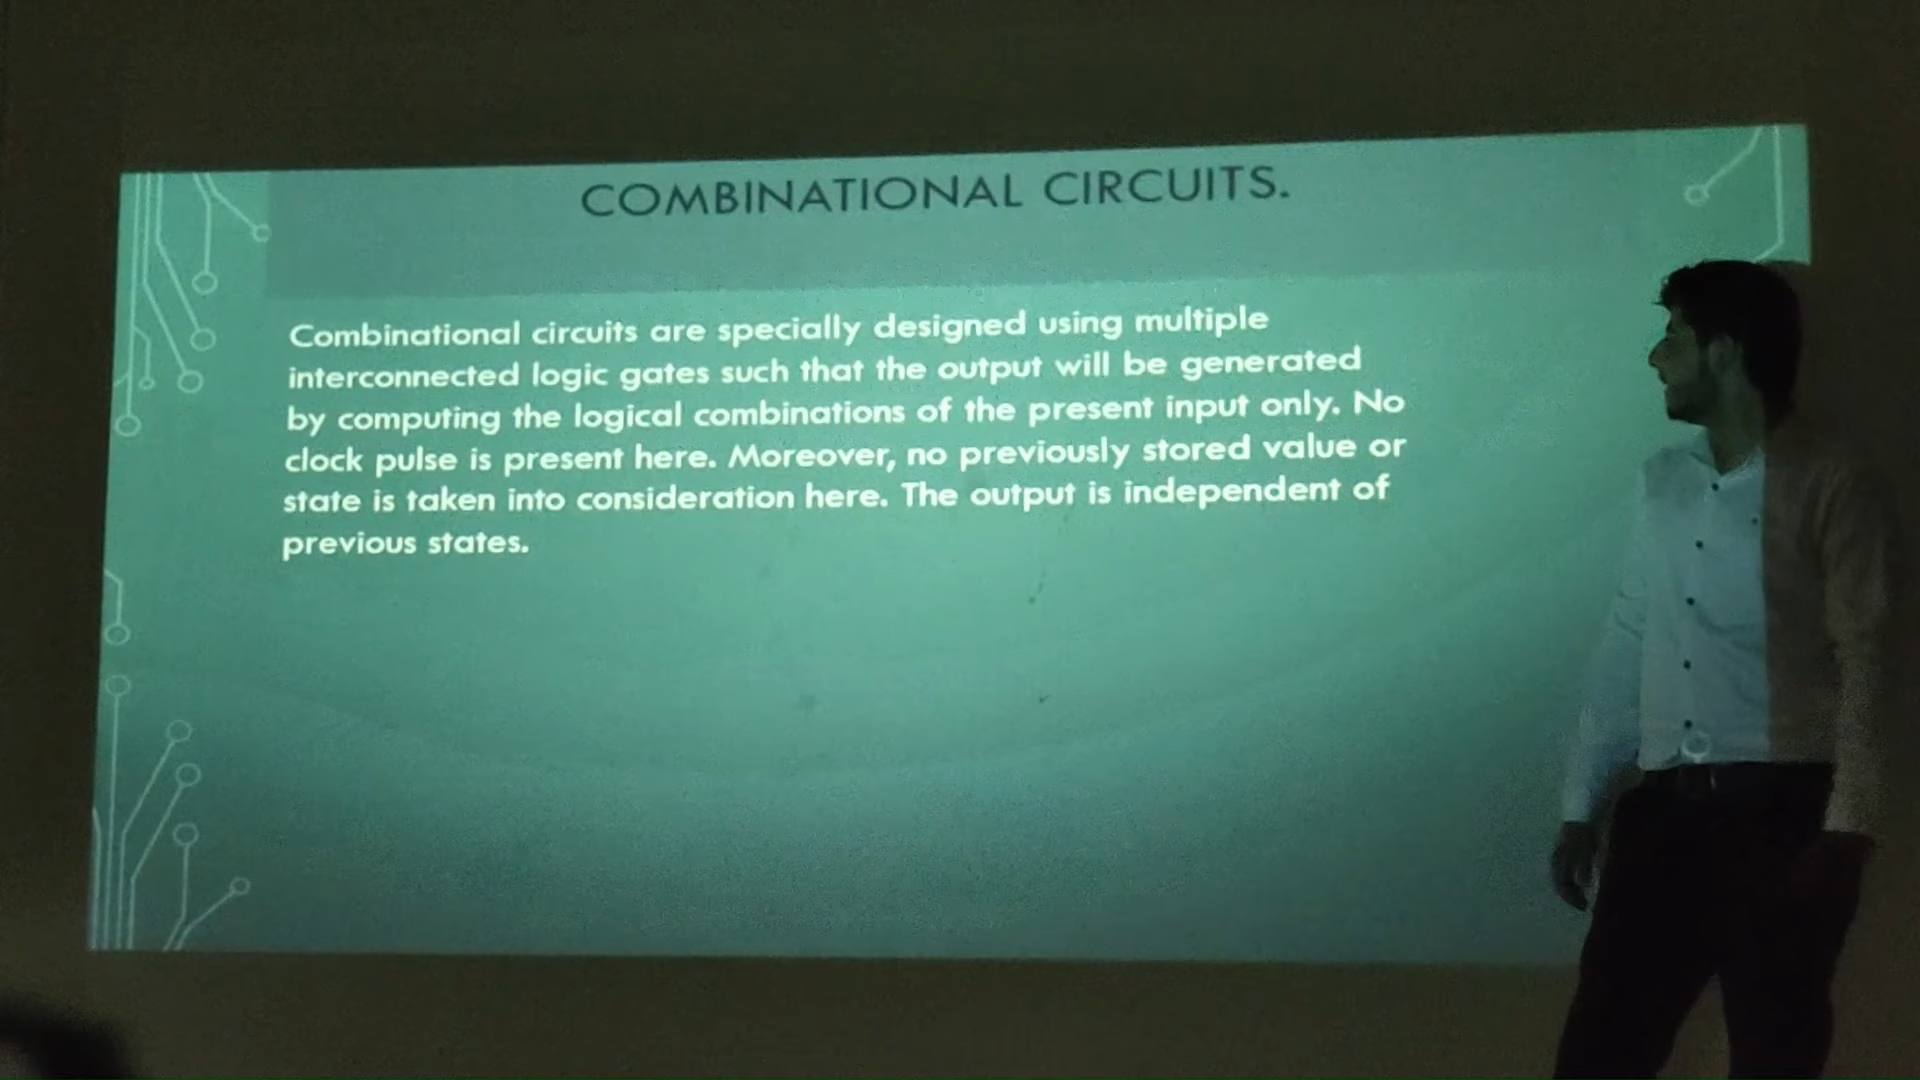 COMBINATIONAL CIRCUITS.
Combinational circuits are specially designed using multiple
interconnected logic gates such that the output will be generated
by computing the logical combinations of the present input only. No
clock pulse is present here. Moreover, no previously stored value or
state is taken into consideration here. The output is independent of
previous states.